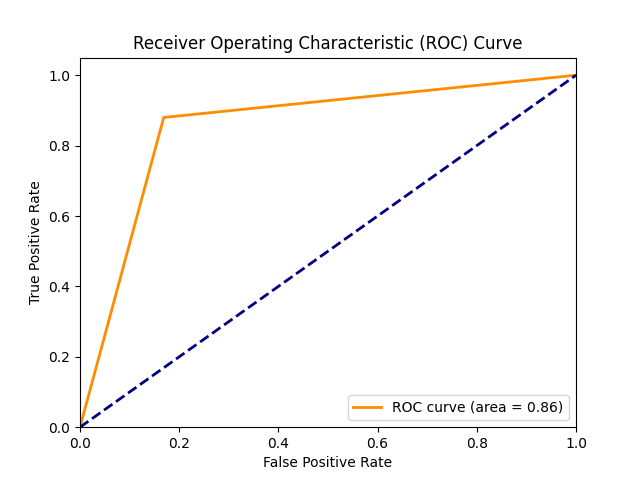 Receiver Operating Characteristic (ROC) Curve
1.0
0.8
0.6
0.4
0.2
0.0
True Positive Rate
ROC curve (area = 0.86)
0.0 0.2 0.4 0.6 0.8 1.0
False Positive Rate